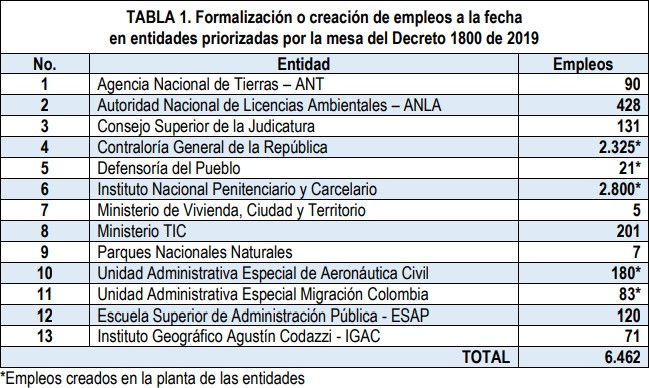 TABLA 1. Formalización o creación de empleos a la fecha
en entidades priorizadas por la mesa del Decreto 1800 de 2019
No. Entidad Empleos
1 Agencia Nacional de Tierras – ANT 90
2 Autoridad Nacional de Licencias Ambientales – ANLA 428
3 Consejo Superior de la Judicatura 131
4 Contraloría General de la República 2.325*
5 Defensoría del Pueblo 21*
6 Instituto Nacional Penitenciario y Carcelario 2.800*
7 Ministerio de Vivienda, Ciudad y Territorio 5
8 Ministerio TIC 201
9 Parques Nacionales Naturales 7
10 Unidad Administrativa Especial de Aeronáutica Civil 180*
11 Unidad Administrativa Especial Migración Colombia 83*
12 Escuela Superior de Administración Pública - ESAP 120
13 Instituto Geográfico Agustín Codazzi - IGAC 71
TOTAL 6.462
*Empleos creados en la planta de las entidades